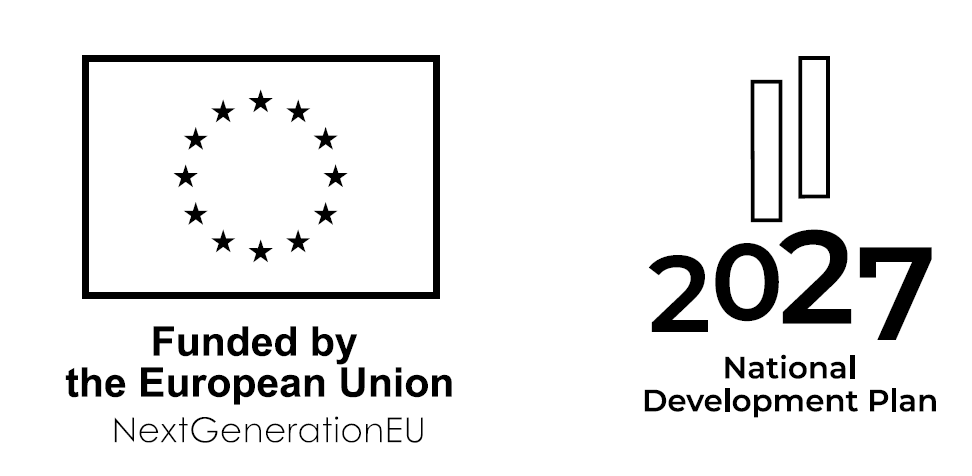 Funded by
the European Union
NextGenerationEU
2027
National
Development Plan